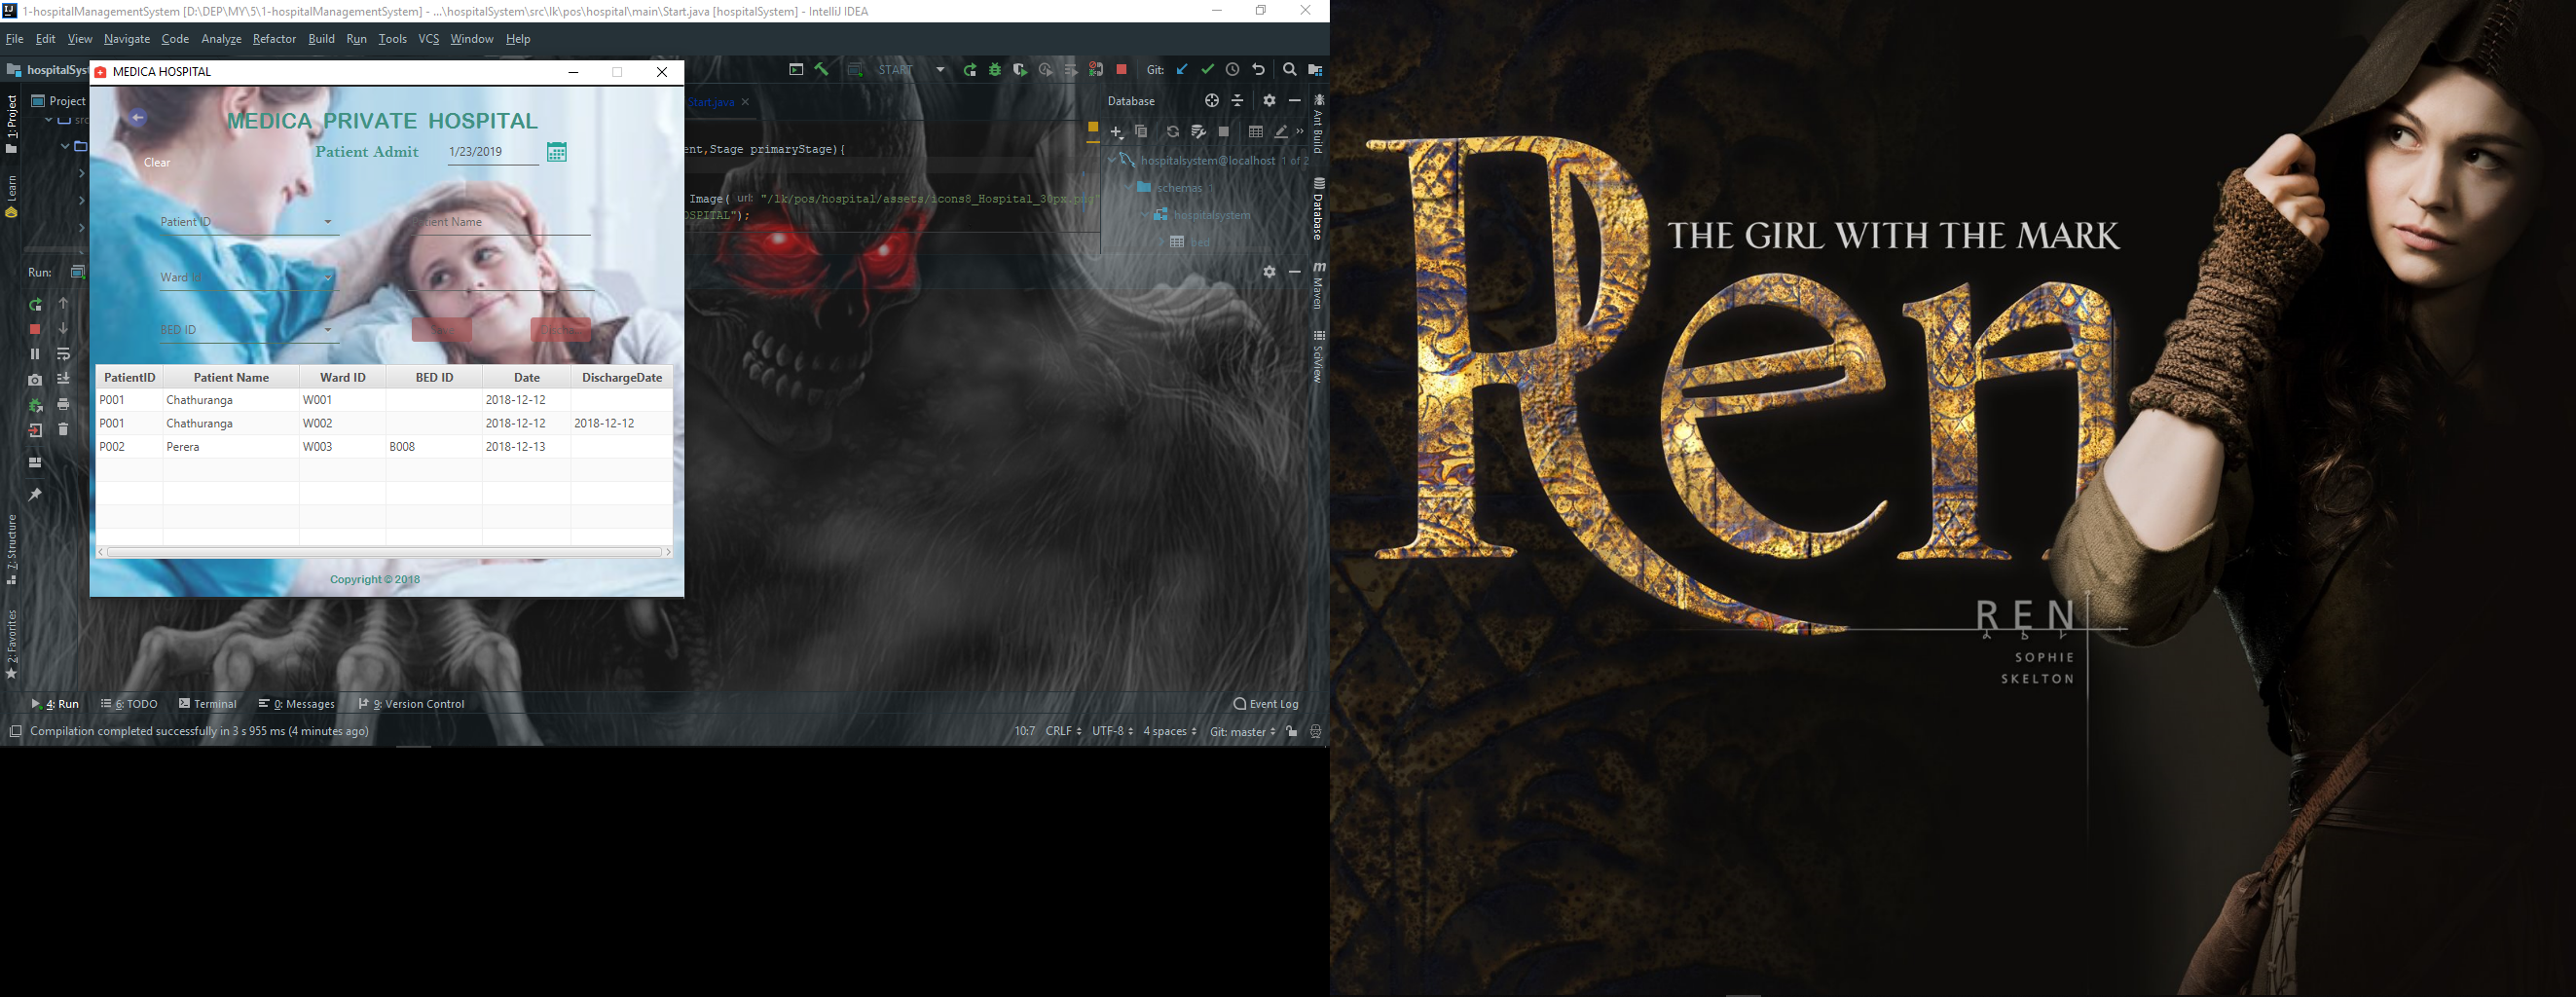 1-hospitalManagementSystem [D:\DEP\MY\5\1-hospitalManagementSystem] - ...\hospitalSystem\src\lk\pos\hospital\main\Start.java [hospitalSystem] - IntelliJ IDEA
File Edit View Navigate Code Analyze Refactor Build Run Tools VCS Window Help
hospitalSys
START
Git:
MEDICA HOSPITAL
1: Project
Learn
7: Structure
2: Favorites
Project
src
Start.java
Database
Ant Build
Database
Maven
SciView
ent,Stage primaryStage){
Image( url: "/lk/pos/hospital/assets/icons8_Hospital_30px.png"
OSPITAL");
hospitalsystem@localhost 1 of 2
schemas 1
hospitalsystem
bed
Run:
MEDICA PRIVATE HOSPITAL
Patient Admit 1/23/2019
Clear
Patient ID
Patient Name
Ward Id
BED ID
PatientID Patient Name Ward ID BED ID Date DischargeDate
P001 Chathuranga W001 2018-12-12
P001 Chathuranga W002 2018-12-12 2018-12-12
P002 Perera W003 B008 2018-12-13
Copyright © 2018
4: Run 6: TODO Terminal 0: Messages 9: Version Control
Event Log
Compilation completed successfully in 3 s 955 ms (4 minutes ago)
10:7 CRLF UTF-8 4 spaces Git: master
THE GIRL WITH THE MARK
Ren
REN
SOPHIE
SKELTON